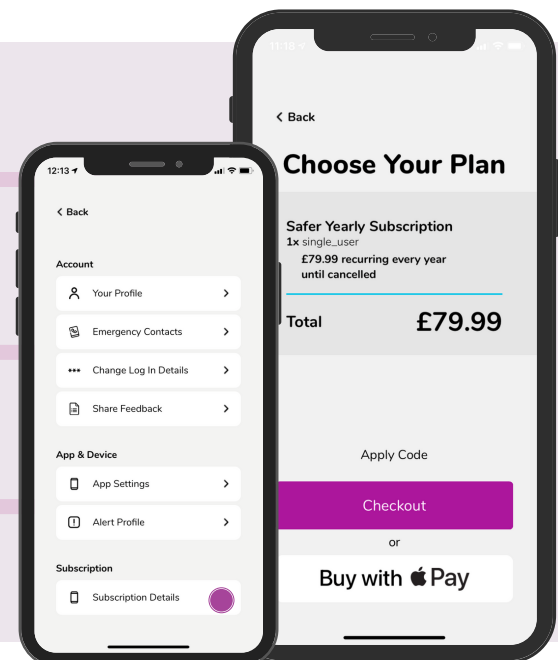 12:13
Back
Account
Your Profile
Emergency Contacts
Change Log In Details
Share Feedback
App & Device
App Settings
Alert Profile
Subscription
Subscription Details
11:18
Back
Choose Your Plan
Safer Yearly Subscription
1x single_user
£79.99 recurring every year
until cancelled
Total £79.99
Apply Code
Checkout
or
Buy with Pay